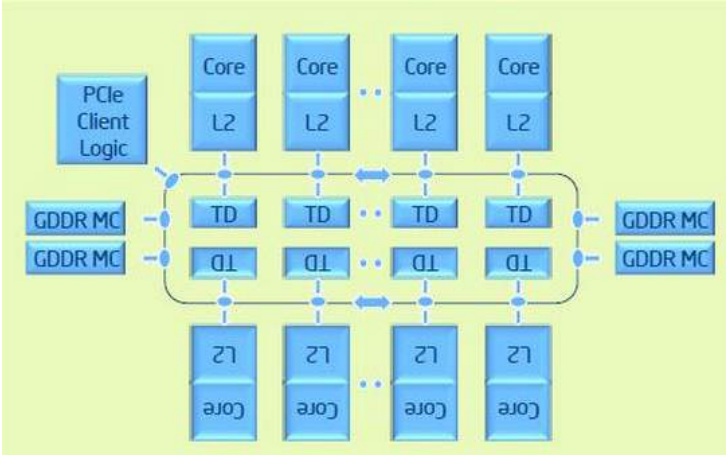 Core Core Core Core
PCIe
Client
Logic
L2 L2 L2 L2
GDDR MC TD TD TD TD GDDR MC
GDDR MC TD TD TD TD GDDR MC
L2 L2 L2 L2
Core Core Core Core